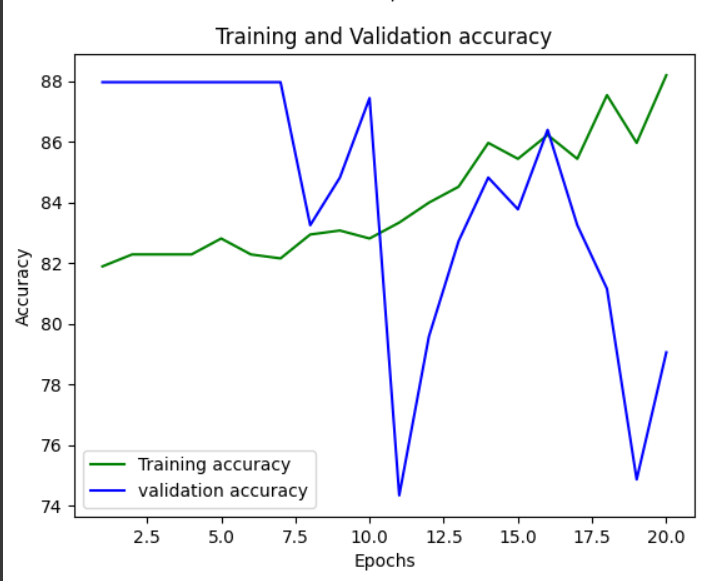 Training and Validation accuracy
88
86
84
82
80
78
76
74
Accuracy
Training accuracy
validation accuracy
2.5 5.0 7.5 10.0 12.5 15.0 17.5 20.0
Epochs